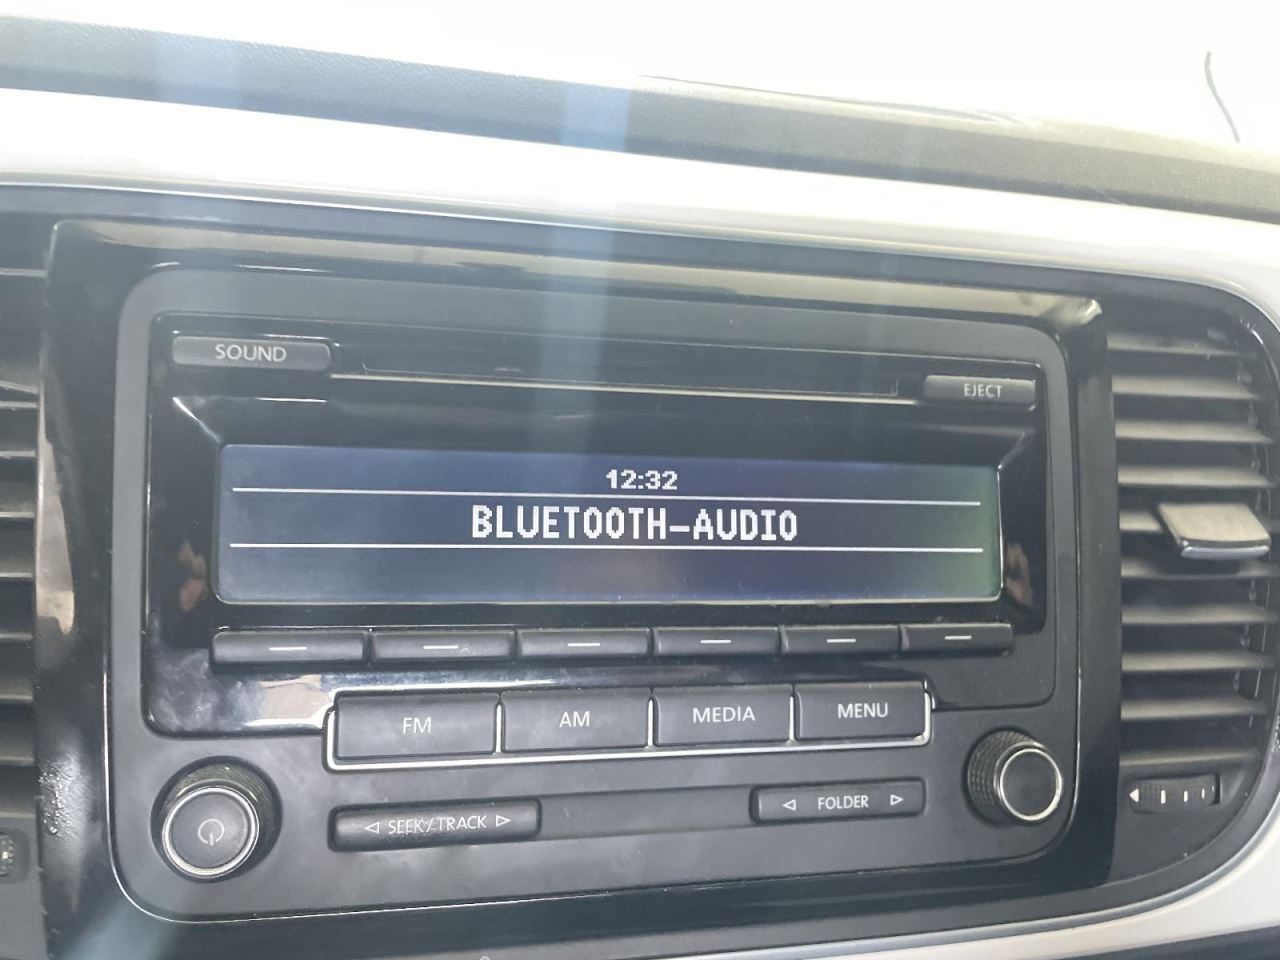 SOUND
EJECT
12:32
BLUETOOTH-AUDIO
FM AM MEDIA MENU
SEEK/TRACK
FOLDER